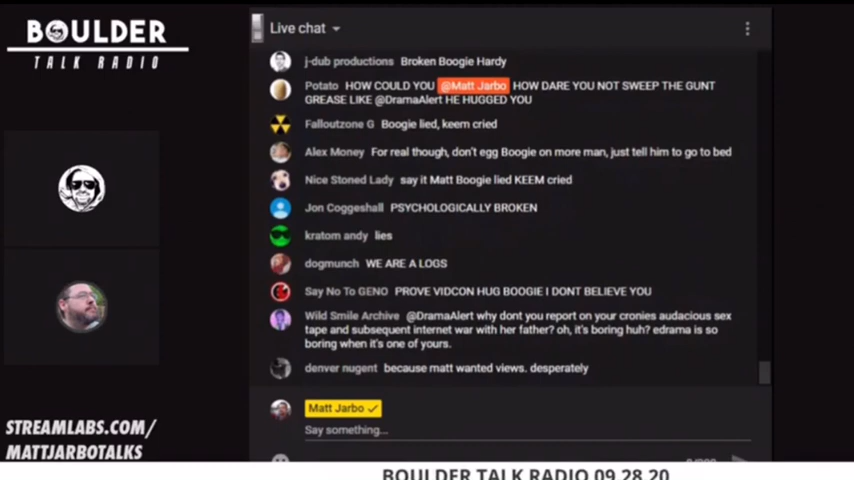 BOULDER
TALK RADIO
Live chat
j-dub productions Broken Boogie Hardy
Potato HOW COULD YOU @Matt Jarbo HOW DARE YOU NOT SWEEP THE GUNT
GREASE LIKE @DramaAlert HE HUGGED YOU
Falloutzone G Boogie lied, keem cried
Alex Money For real though, don't egg Boogie on more man, just tell him to go to bed
Nice Stoned Lady say it Matt Boogie lied KEEM cried
Jon Coggeshall PSYCHOLOGICALLY BROKEN
kratom andy lies
dogmunch WE ARE A LOGS
Say No To GENO PROVE VIDCON HUG BOOGIE I DONT BELIEVE YOU
Wild Smile Archive @DramaAlert why dont you report on your cronies audacious sex
tape and subsequent internet war with her father? oh, it's boring huh? edrama is so
boring when it's one of yours.
denver nugent because matt wanted views. desperately
Matt Jarbo
Say something...
STREAMLABS.COM/
MATTJARBOTALKS
BOULDER TALK RADIO 09.28.20